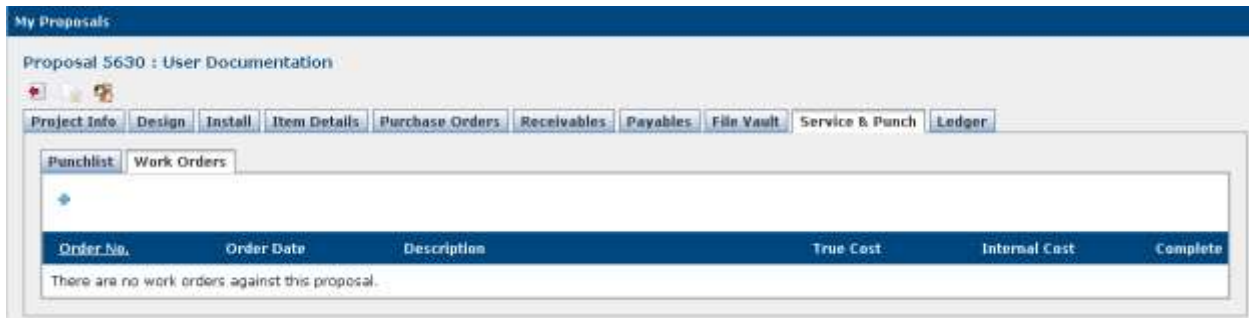 My Proposals
Proposal 5630 : User Documentation
Project Info Design Install Item Details Purchase Orders Receivables Payables File Vault Service & Punch Ledger
Punchlist Work Orders
Order No. Order Date Description True Cost Internal Cost Complete
There are no work orders against this proposal.